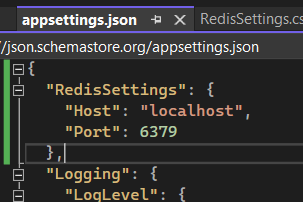 appsettings.json RedisSettings.cs
//json.schemastore.org/appsettings.json
{
"RedisSettings": {
"Host": "localhost",
"Port": 6379
},
"Logging": {
"LogLevel": {